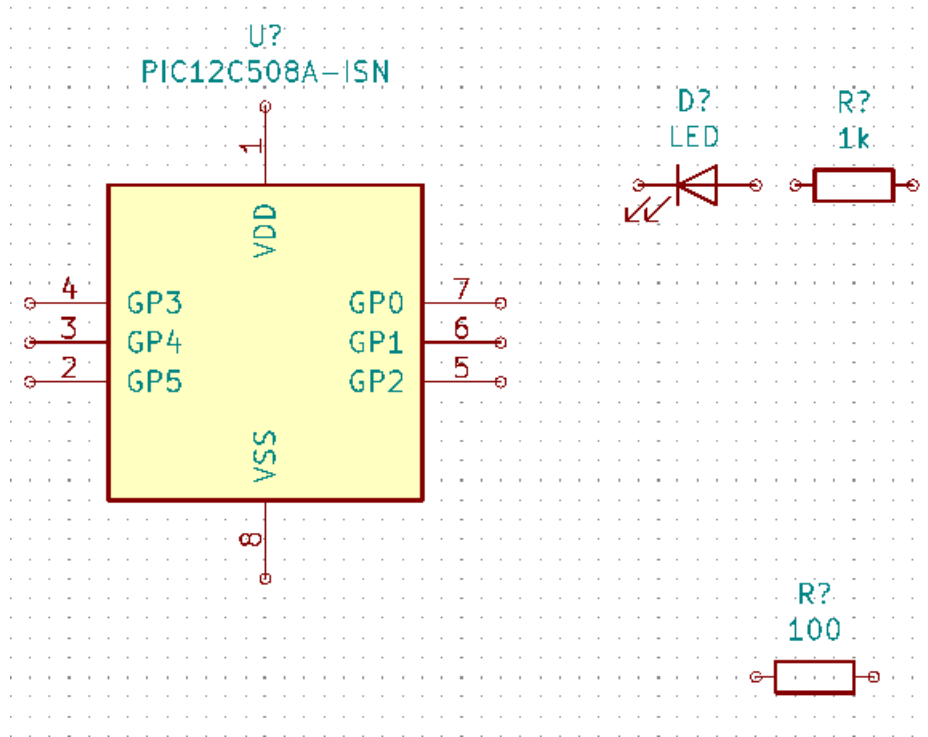 U?
PIC12C508A-ISN
D?
LED
R?
1k
1
VDD
4
GP3
GP0
7
3
GP4
GP1
6
2
GP5
GP2
5
VSS
8
R?
100